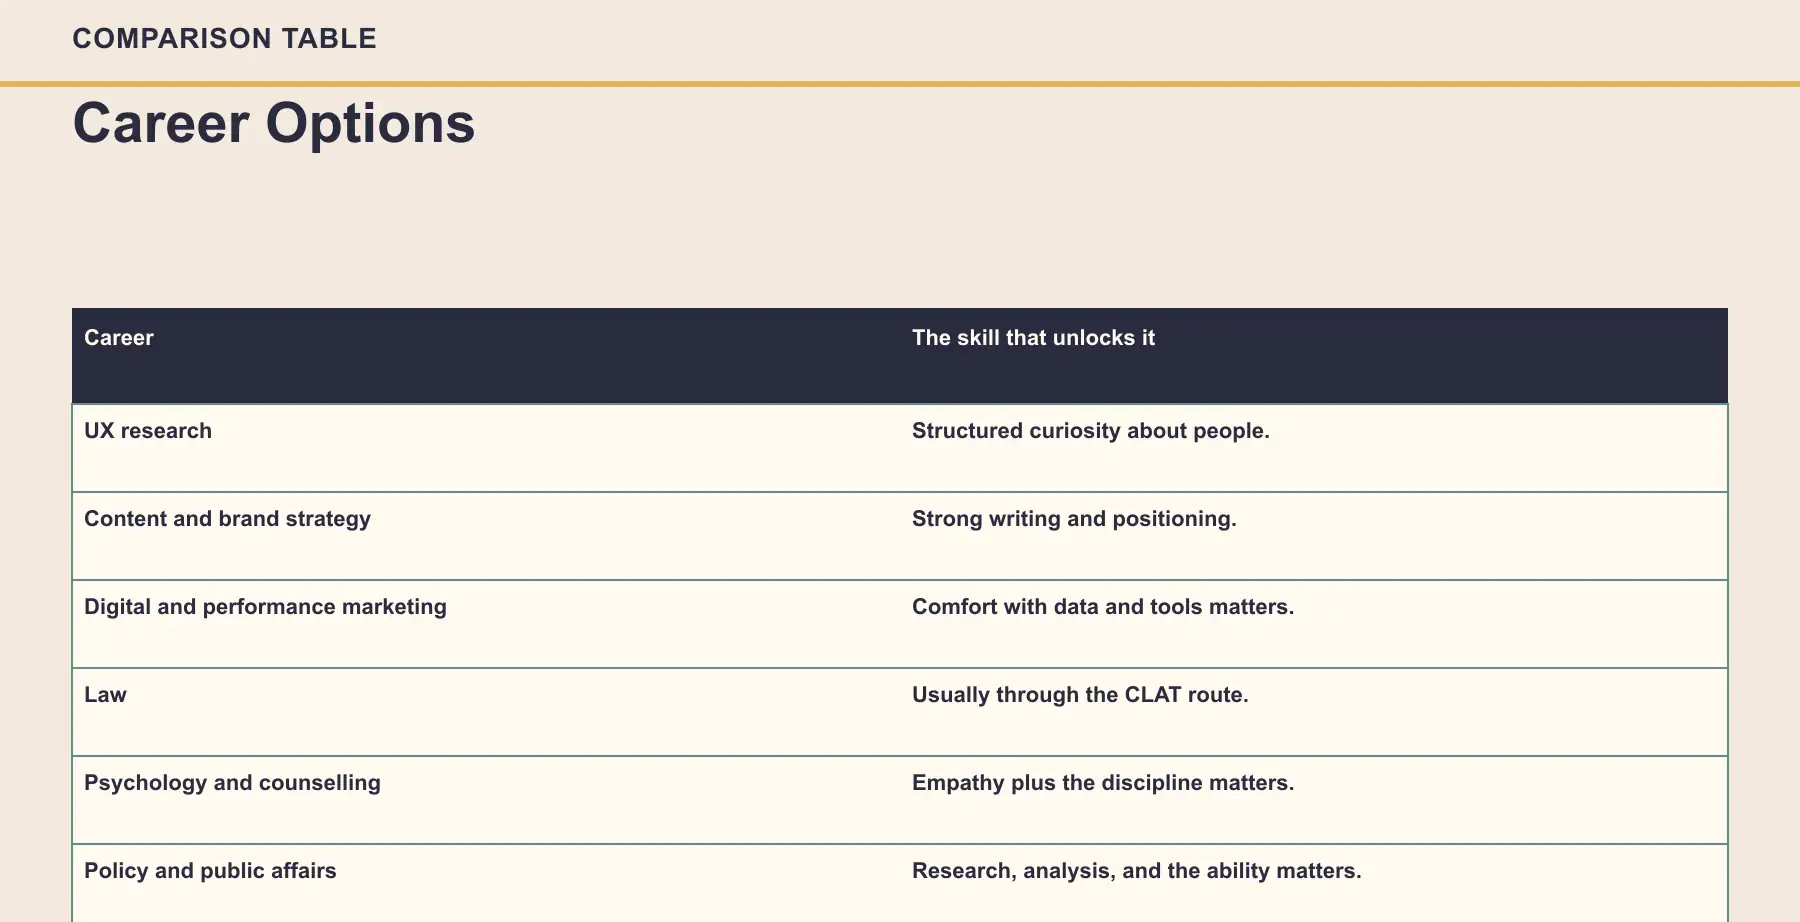 COMPARISON TABLE
Career Options
Career The skill that unlocks it
UX research Structured curiosity about people.
Content and brand strategy Strong writing and positioning.
Digital and performance marketing Comfort with data and tools matters.
Law Usually through the CLAT route.
Psychology and counselling Empathy plus the discipline matters.
Policy and public affairs Research, analysis, and the ability matters.